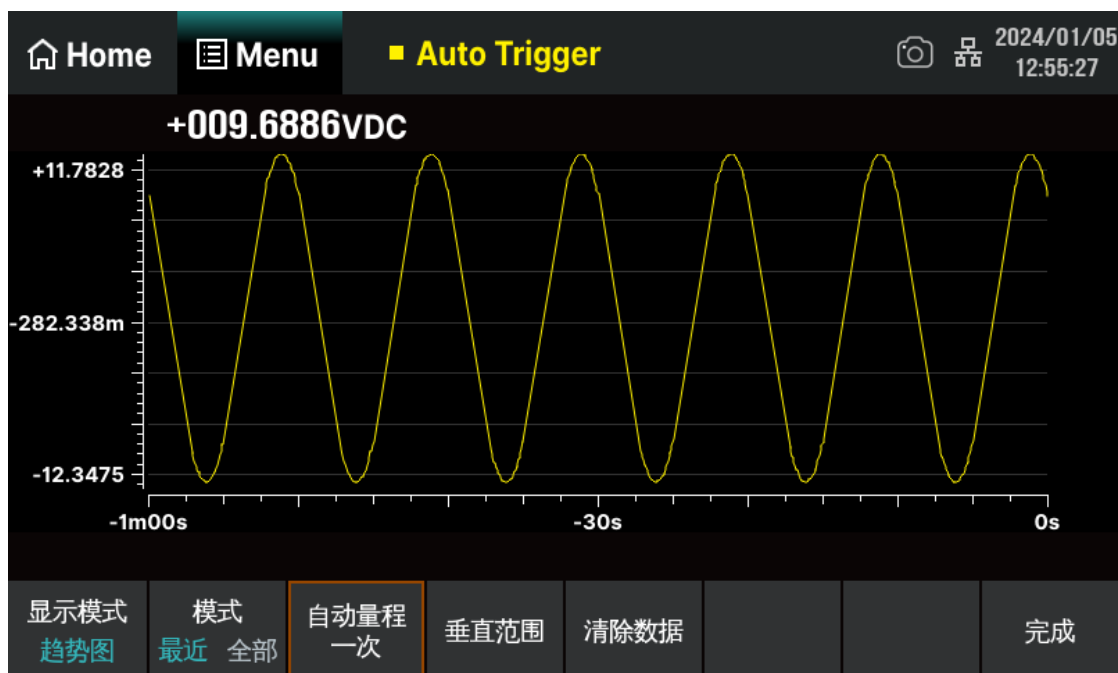 Home Menu Auto Trigger 2024/01/05
12:55:27
+009.6886VDC
+11.7828
-282.338m
-12.3475
-1m00s -30s 0s
显示模式 模式 自动量程 垂直范围 清除数据 完成
趋势图 最近 全部 一次